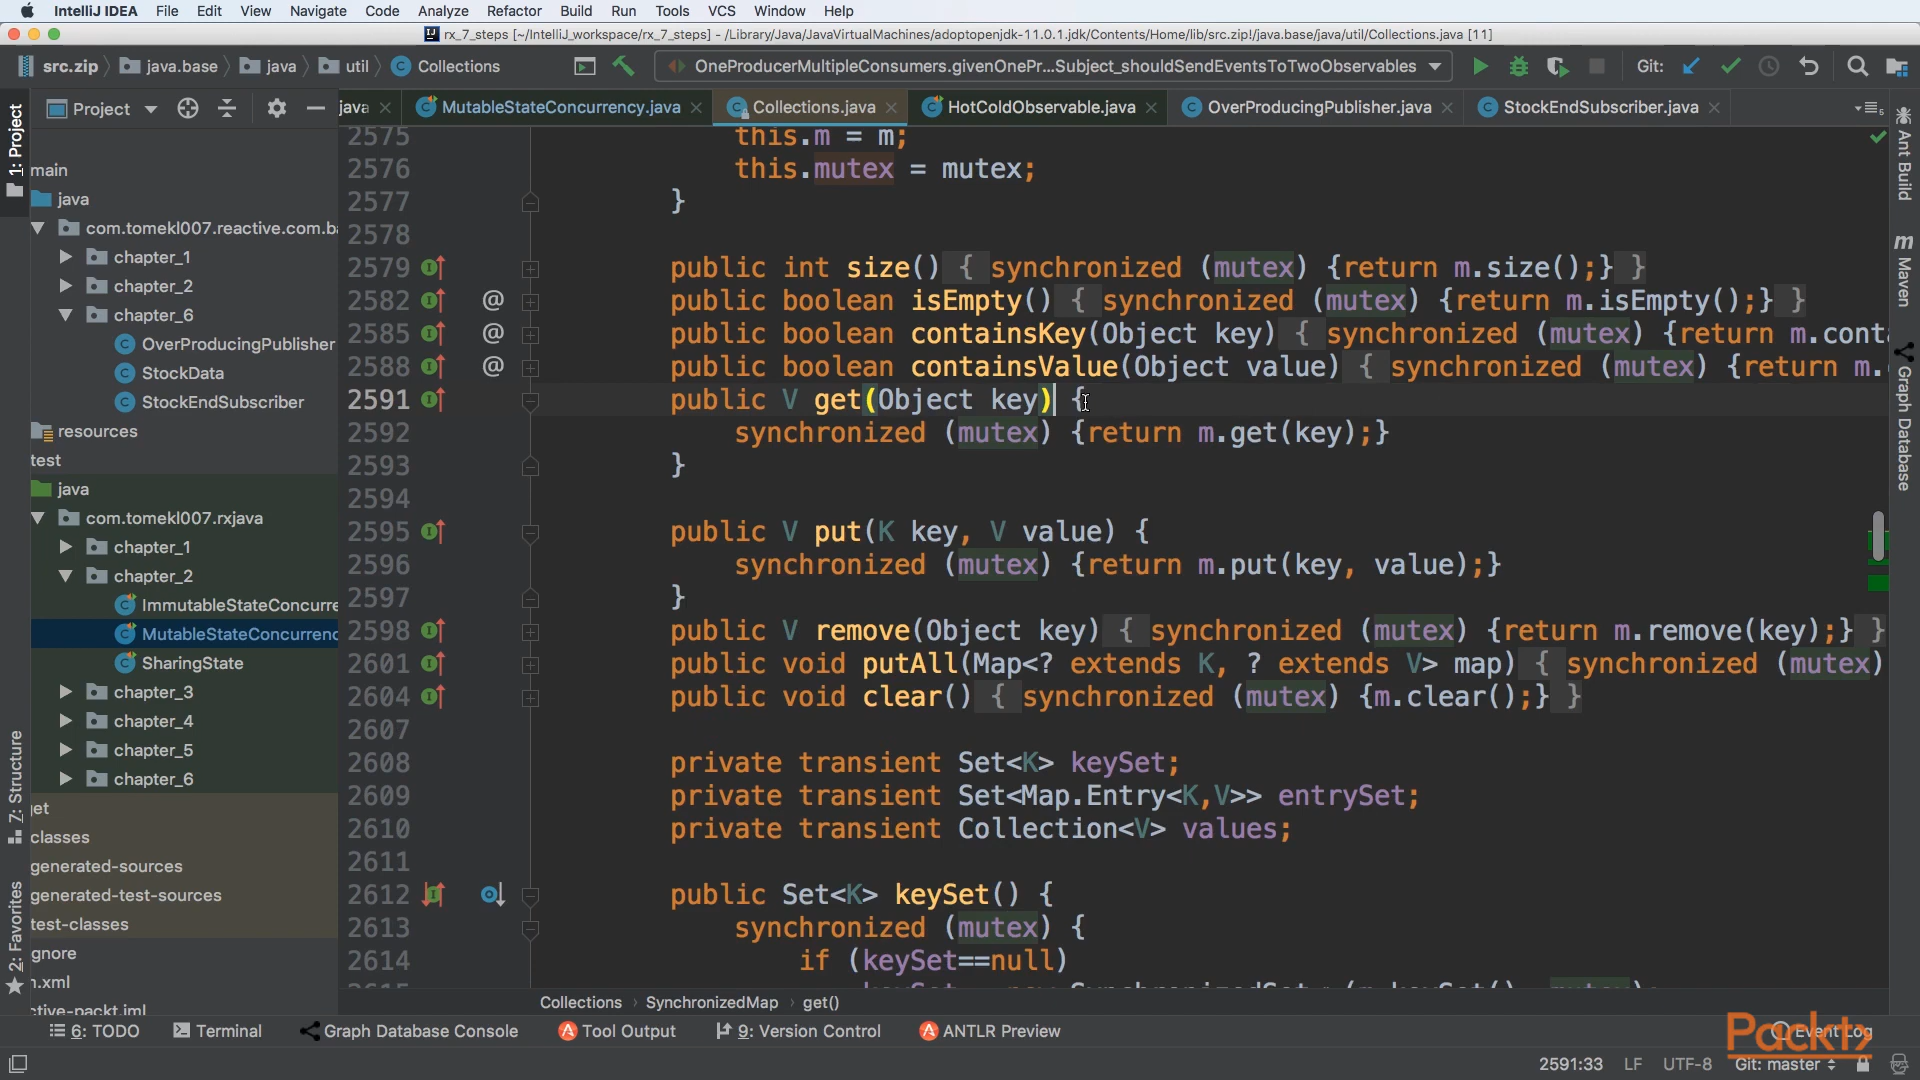 IntelliJ IDEA File Edit View Navigate Code Analyze Refactor Build Run Tools VCS Window Help
rx_7_steps [~/IntelliJ_workspace/rx_7_steps] - /Library/Java/JavaVirtualMachines/adoptopenjdk-11.0.1.jdk/Contents/Home/lib/src.zip!/java.base/java/util/Collections.java [11]
src.zip java.base java util Collections OneProducerMultipleConsumers.givenOnePr...Subject_shouldSendEventsToTwoObservables Git:
Project java MutableStateConcurrency.java Collections.java HotColdObservable.java OverProducingPublisher.java StockEndSubscriber.java
1: Project
Z: Structure
2: Favorites
main
java
com.tomekl007.reactive.com.ba
chapter_1
chapter_2
chapter_6
OverProducingPublisher
StockData
StockEndSubscriber
resources
test
java
com.tomekl007.rxjava
chapter_1
chapter_2
ImmutableStateConcurre
MutableStateConcurrenc
SharingState
chapter_3
chapter_4
chapter_5
chapter_6
get
classes
generated-sources
generated-test-sources
test-classes
gnore
n.xml
ctive-packt.iml
2575 this.m = m;
2576 this.mutex = mutex;
2577 }
2578
2579 public int size() { synchronized (mutex) {return m.size();} }
2582 @ public boolean isEmpty() { synchronized (mutex) {return m.isEmpty();} }
2585 @ public boolean containsKey(Object key) { synchronized (mutex) {return m.conta
2588 @ public boolean containsValue(Object value) { synchronized (mutex) {return m.
2591 public V get(Object key) {
2592 synchronized (mutex) {return m.get(key);}
2593 }
2594
2595 public V put(K key, V value) {
2596 synchronized (mutex) {return m.put(key, value);}
2597 }
2598 public V remove(Object key) { synchronized (mutex) {return m.remove(key);} }
2601 public void putAll(Map<? extends K, ? extends V> map) { synchronized (mutex)
2604 public void clear() { synchronized (mutex) {m.clear();} }
2607
2608 private transient Set<K> keySet;
2609 private transient Set<Map.Entry<K,V>> entrySet;
2610 private transient Collection<V> values;
2611
2612 public Set<K> keySet() {
2613 synchronized (mutex) {
2614 if (keySet==null)
Collections SynchronizedMap get()
Ant Build
Maven
Graph Database
6: TODO Terminal Graph Database Console Tool Output 9: Version Control ANTLR Preview Event Log
Packt
2591:33 LF UTF-8 Git: master